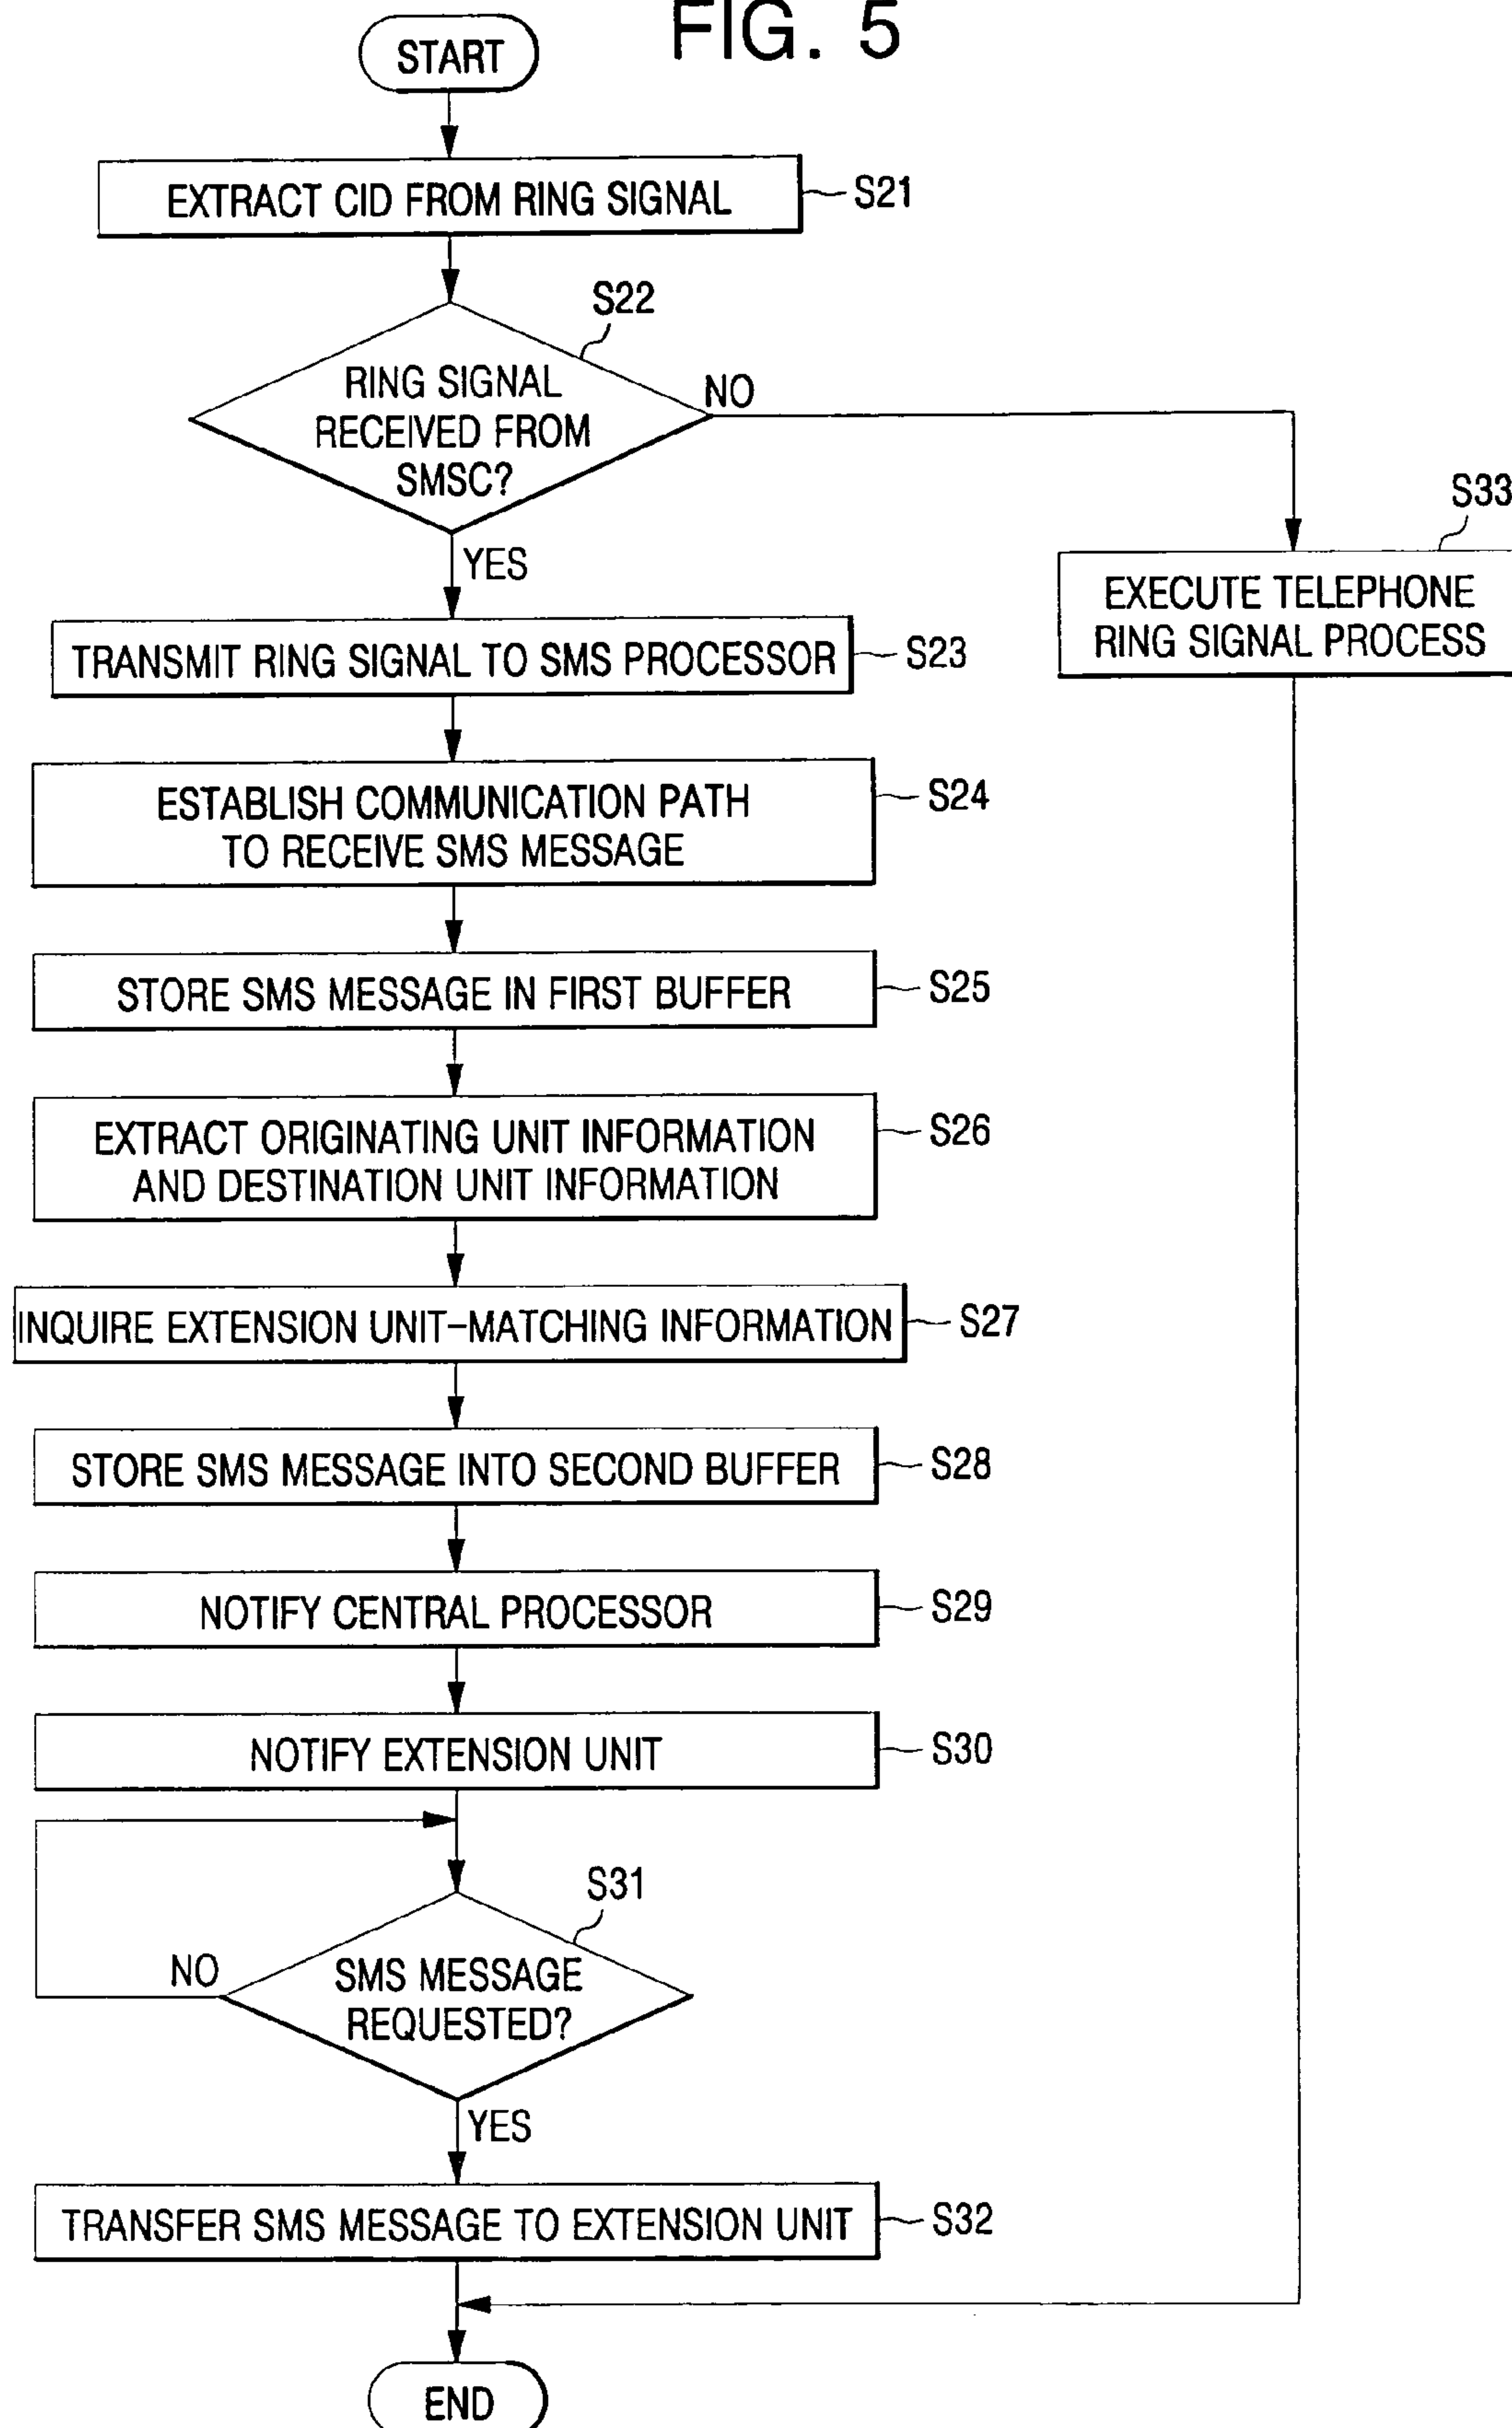 FIG. 5
START
EXTRACT CID FROM RING SIGNAL
S21
S22
RING SIGNAL
RECEIVED FROM
SMSC?
NO
YES
S33
EXECUTE TELEPHONE
RING SIGNAL PROCESS
TRANSMIT RING SIGNAL TO SMS PROCESSOR
S23
ESTABLISH COMMUNICATION PATH
TO RECEIVE SMS MESSAGE
S24
STORE SMS MESSAGE IN FIRST BUFFER
S25
EXTRACT ORIGINATING UNIT INFORMATION
AND DESTINATION UNIT INFORMATION
S26
INQUIRE EXTENSION UNIT-MATCHING INFORMATION
S27
STORE SMS MESSAGE INTO SECOND BUFFER
S28
NOTIFY CENTRAL PROCESSOR
S29
NOTIFY EXTENSION UNIT
S30
S31
SMS MESSAGE
REQUESTED?
NO
YES
TRANSFER SMS MESSAGE TO EXTENSION UNIT
S32
END